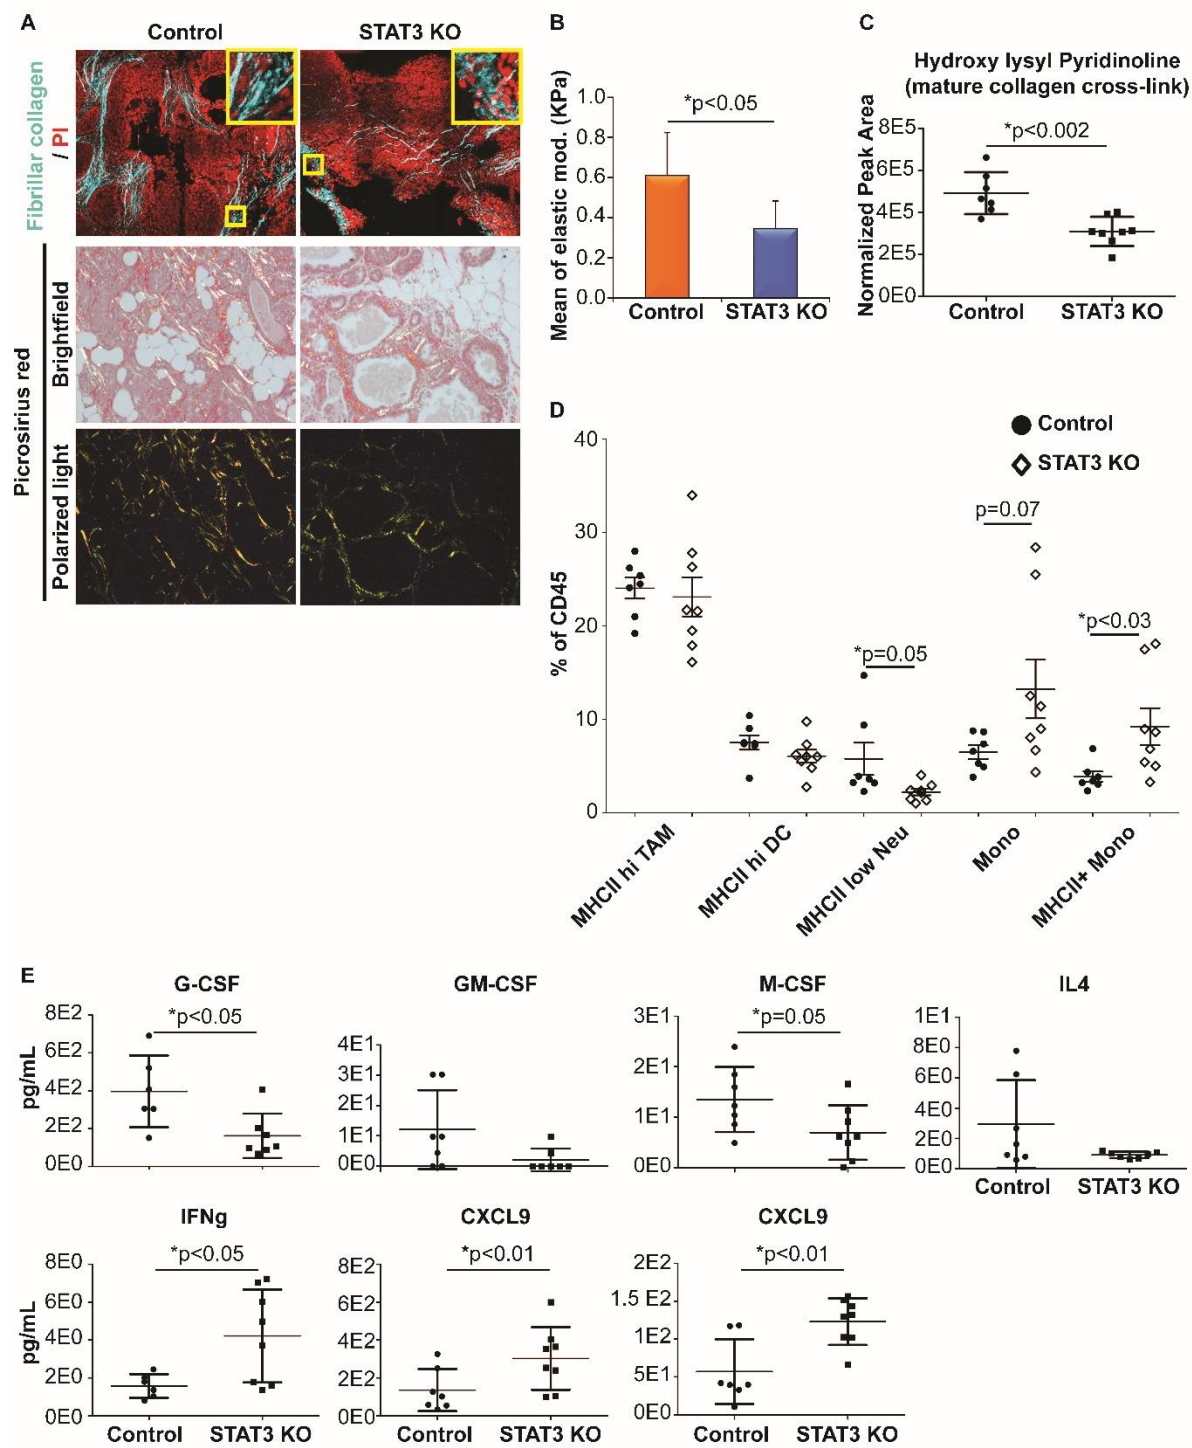 A
Control
STAT3 KO
Fibrillar collagen
/ PI
Picrosirius red
Brightfield
Polarized light
B
Mean of elastic mod. (KPa)
1.0
0.8
0.6
0.4
0.2
0.0
*p<0.05
Control
STAT3 KO
C
Hydroxy lysyl Pyridinoline
(mature collagen cross-link)
Normalized Peak Area
8E5
6E5
4E5
2E5
0E0
*p<0.002
Control
STAT3 KO
D
Control
STAT3 KO
% of CD45
40
30
20
10
0
*p=0.05
p=0.07
*p<0.03
MHCII hi TAM
MHCII hi DC
MHCII low Neu
Mono
MHCII+ Mono
E
G-CSF
pg/mL
8E2
6E2
4E2
2E2
0E0
*p<0.05
GM-CSF
4E1
3E1
2E1
1E1
0E0
M-CSF
3E1
2E1
1E1
0E0
*p=0.05
IL4
1E1
8E0
6E0
4E0
2E0
0E0
Control
STAT3 KO
IFNg
pg/mL
8E0
6E0
4E0
2E0
0E0
*p<0.05
Control
STAT3 KO
CXCL9
8E2
6E2
4E2
2E2
0E0
*p<0.01
Control
STAT3 KO
CXCL9
2E2
1.5 E2
1E2
5E1
0E0
*p<0.01
Control
STAT3 KO